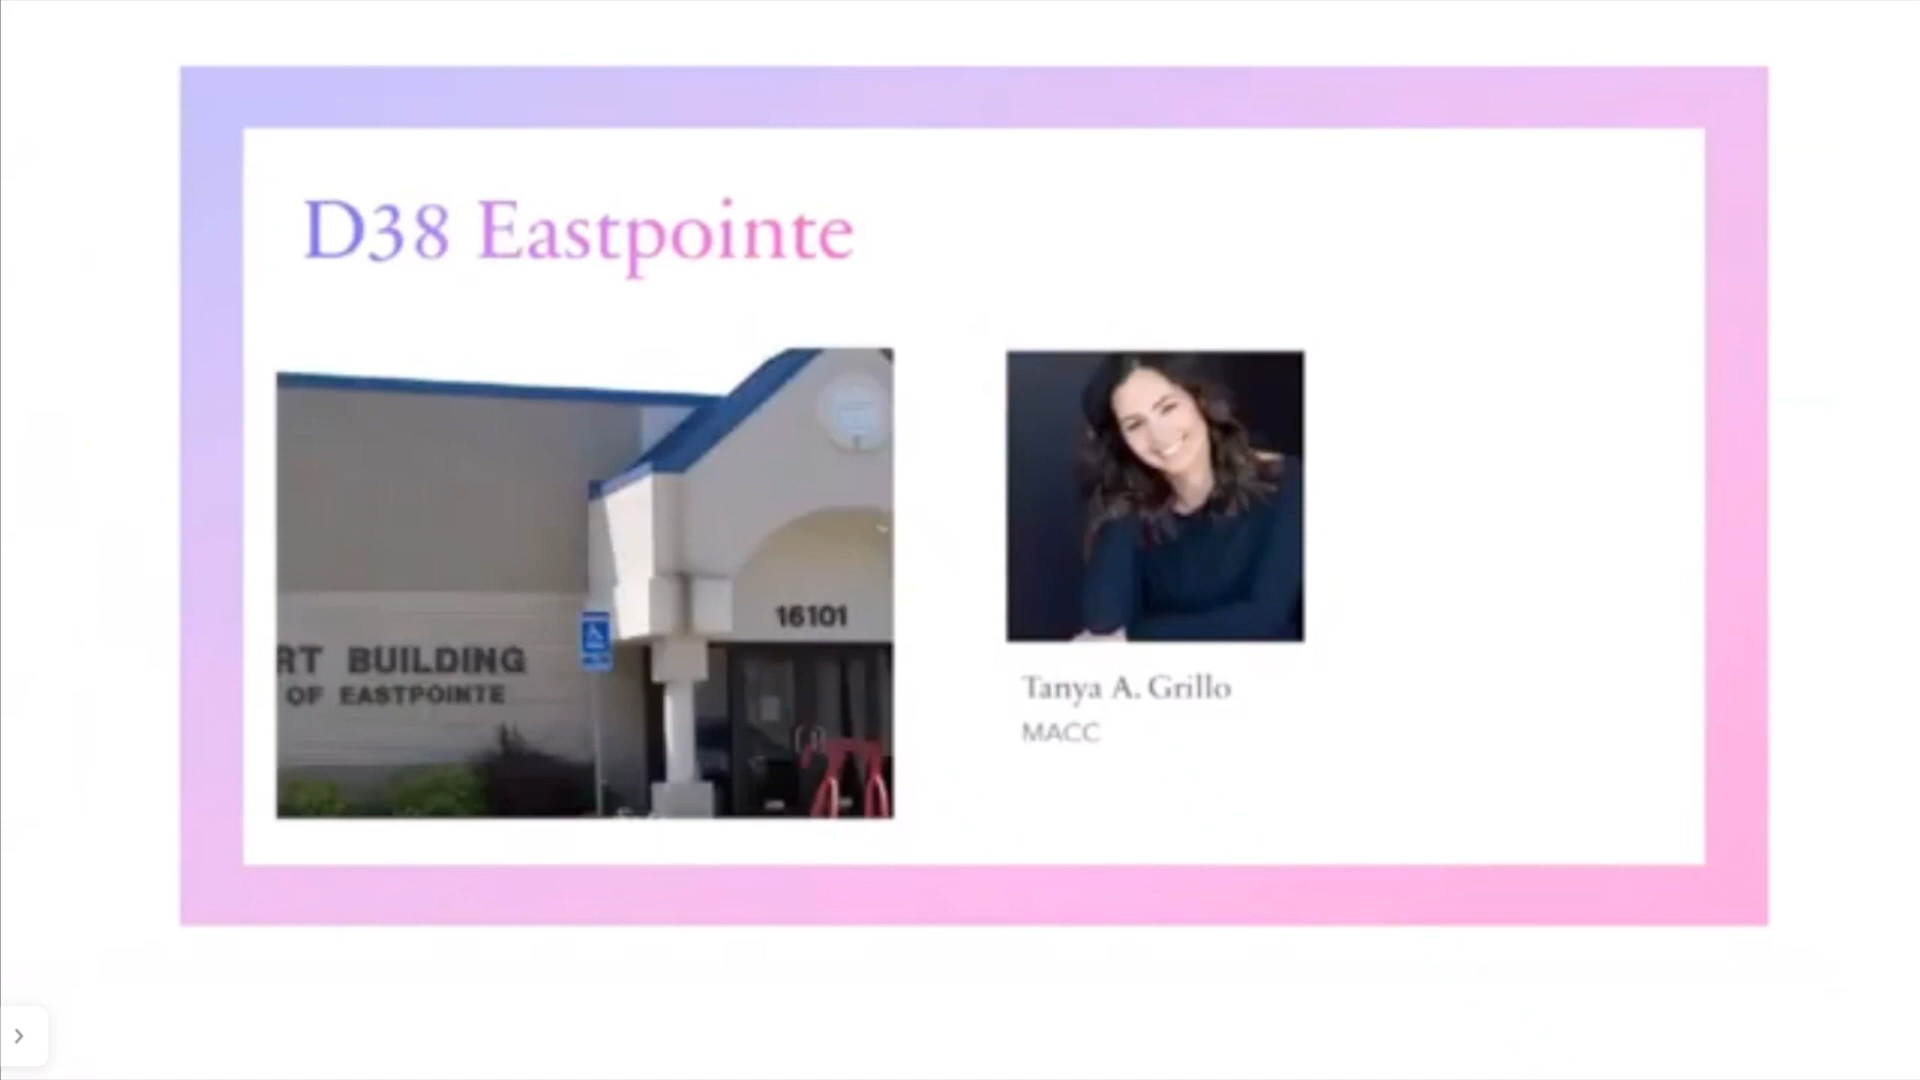 D38 Eastpointe
16101
RT BUILDING
OF EASTPOINTE
Tanya A. Grillo
MACC